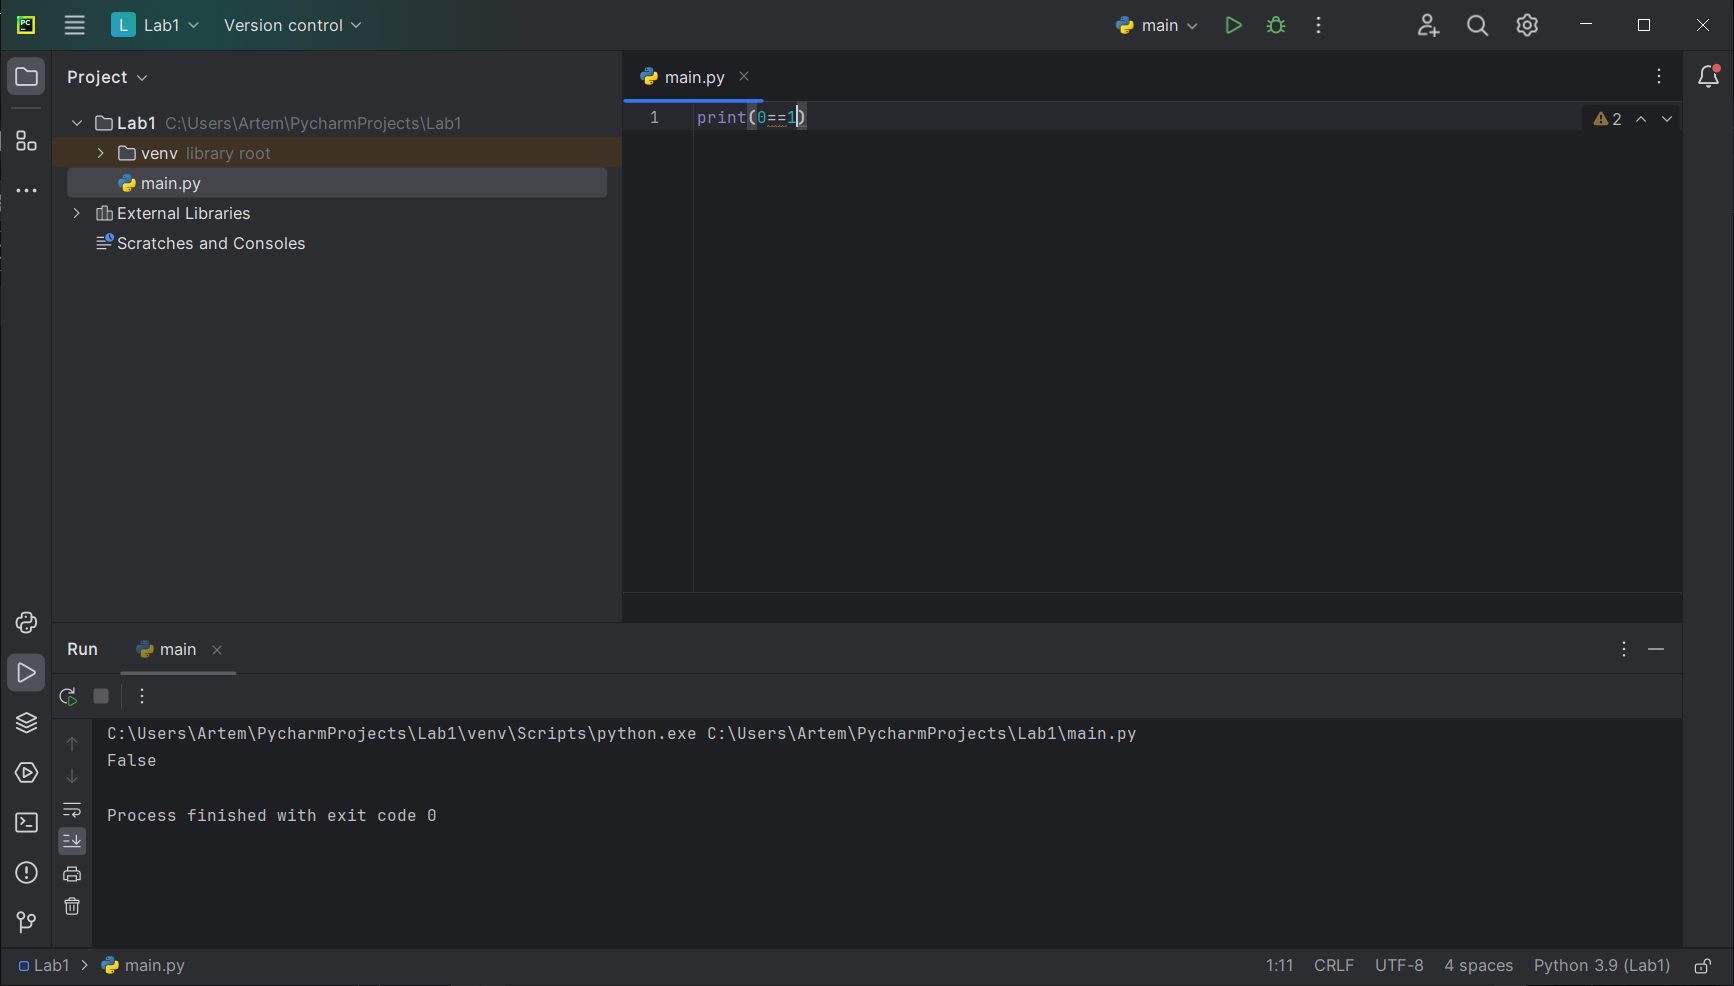 PC
L Lab1 Version control main
Project
main.py
Lab1 C:\Users\Artem\PycharmProjects\Lab1
venv library root
main.py
External Libraries
Scratches and Consoles
1 print(0==1)
2
Run main
C:\Users\Artem\PycharmProjects\Lab1\venv\Scripts\python.exe C:\Users\Artem\PycharmProjects\Lab1\main.py
False
Process finished with exit code 0
Lab1 main.py
1:11 CRLF UTF-8 4 spaces Python 3.9 (Lab1)